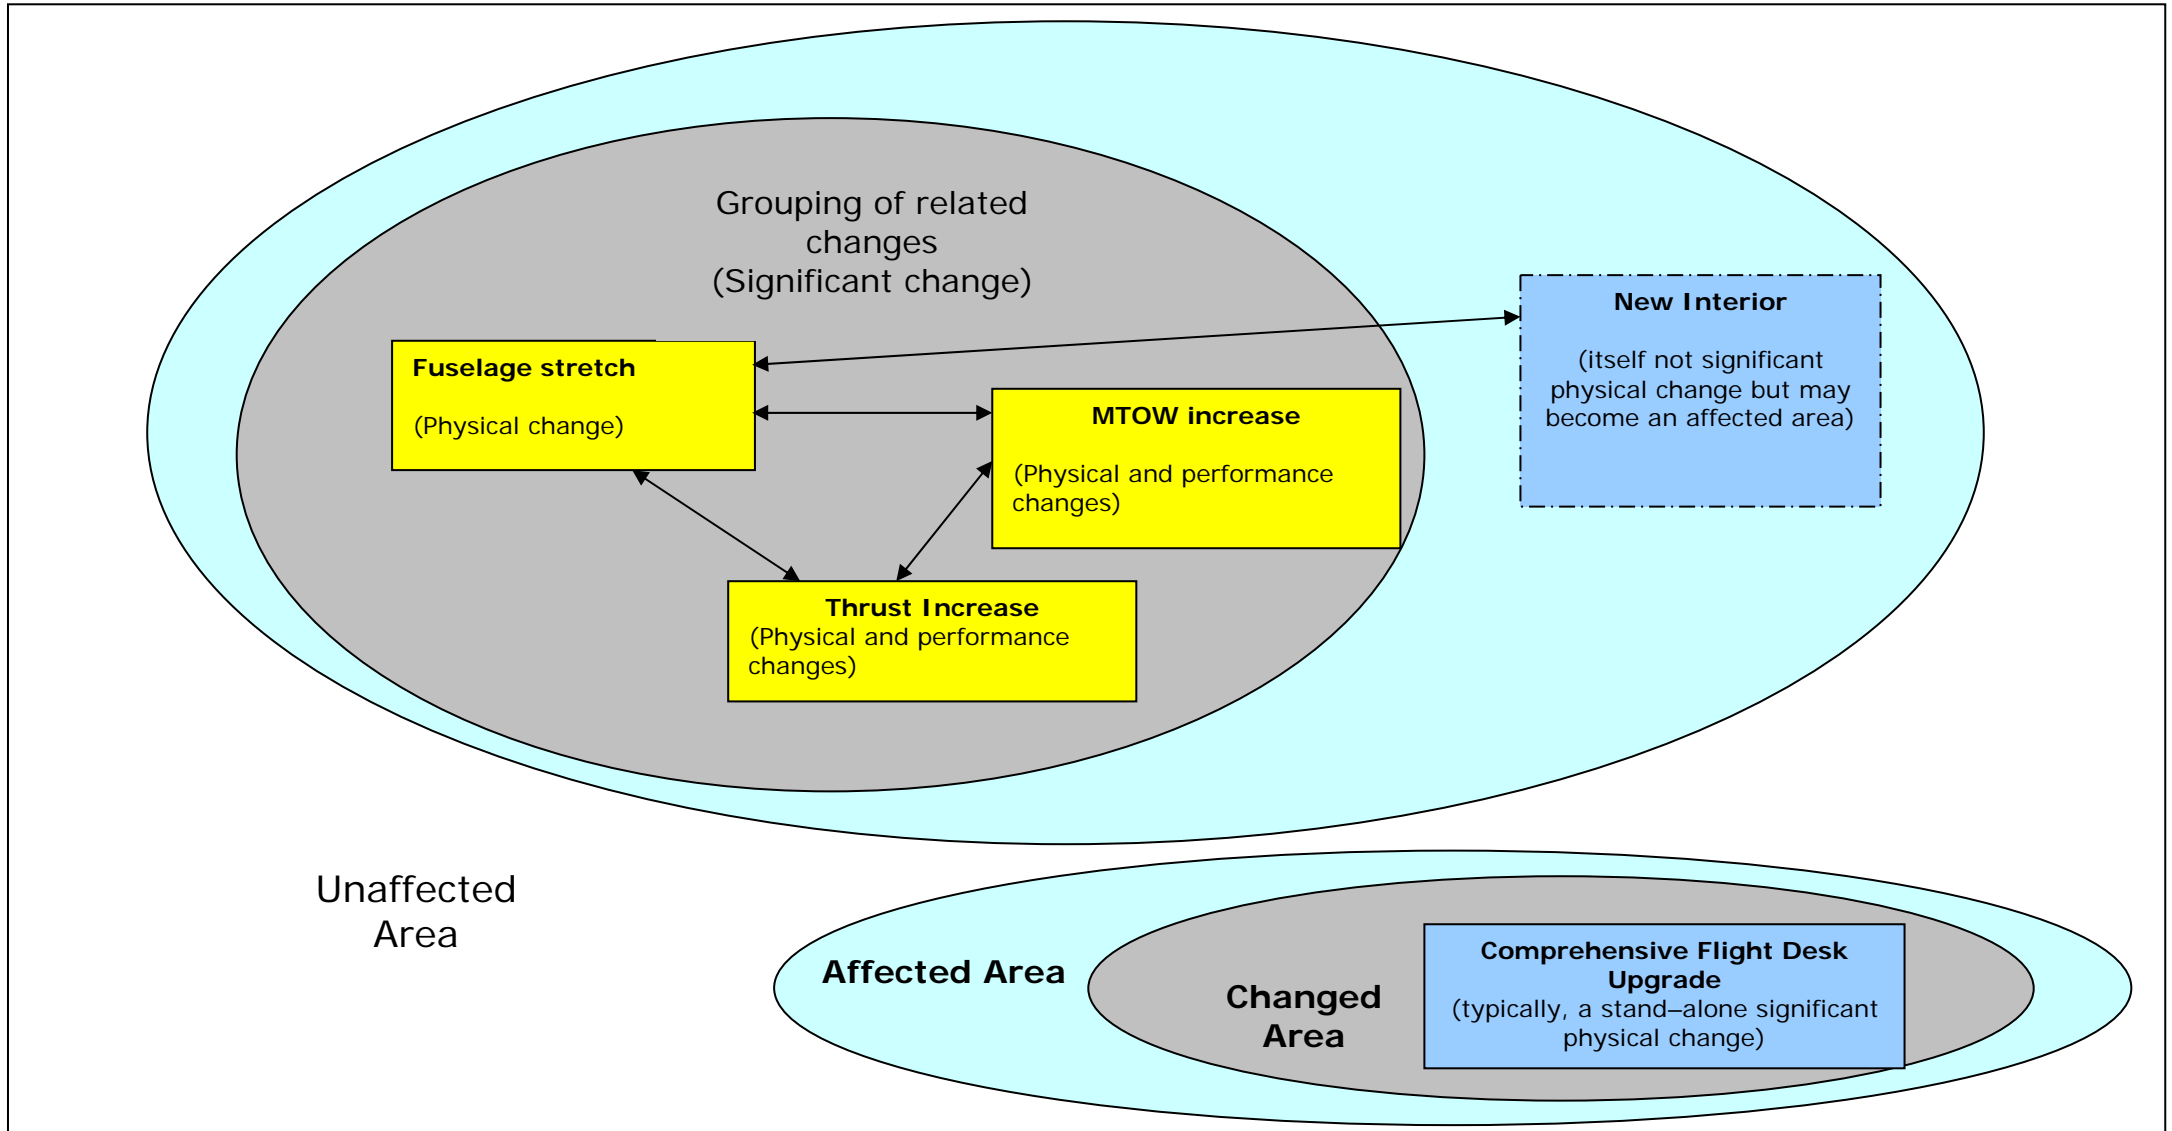 Grouping of related
changes
(Significant change)
New Interior
(itself not significant
physical change but may
become an affected area)
Fuselage stretch
(Physical change)
MTOW increase
(Physical and performance
changes)
Thrust Increase
(Physical and performance
changes)
Unaffected
Area
Affected Area
Changed
Area
Comprehensive Flight Desk
Upgrade
(typically, a stand–alone significant
physical change)